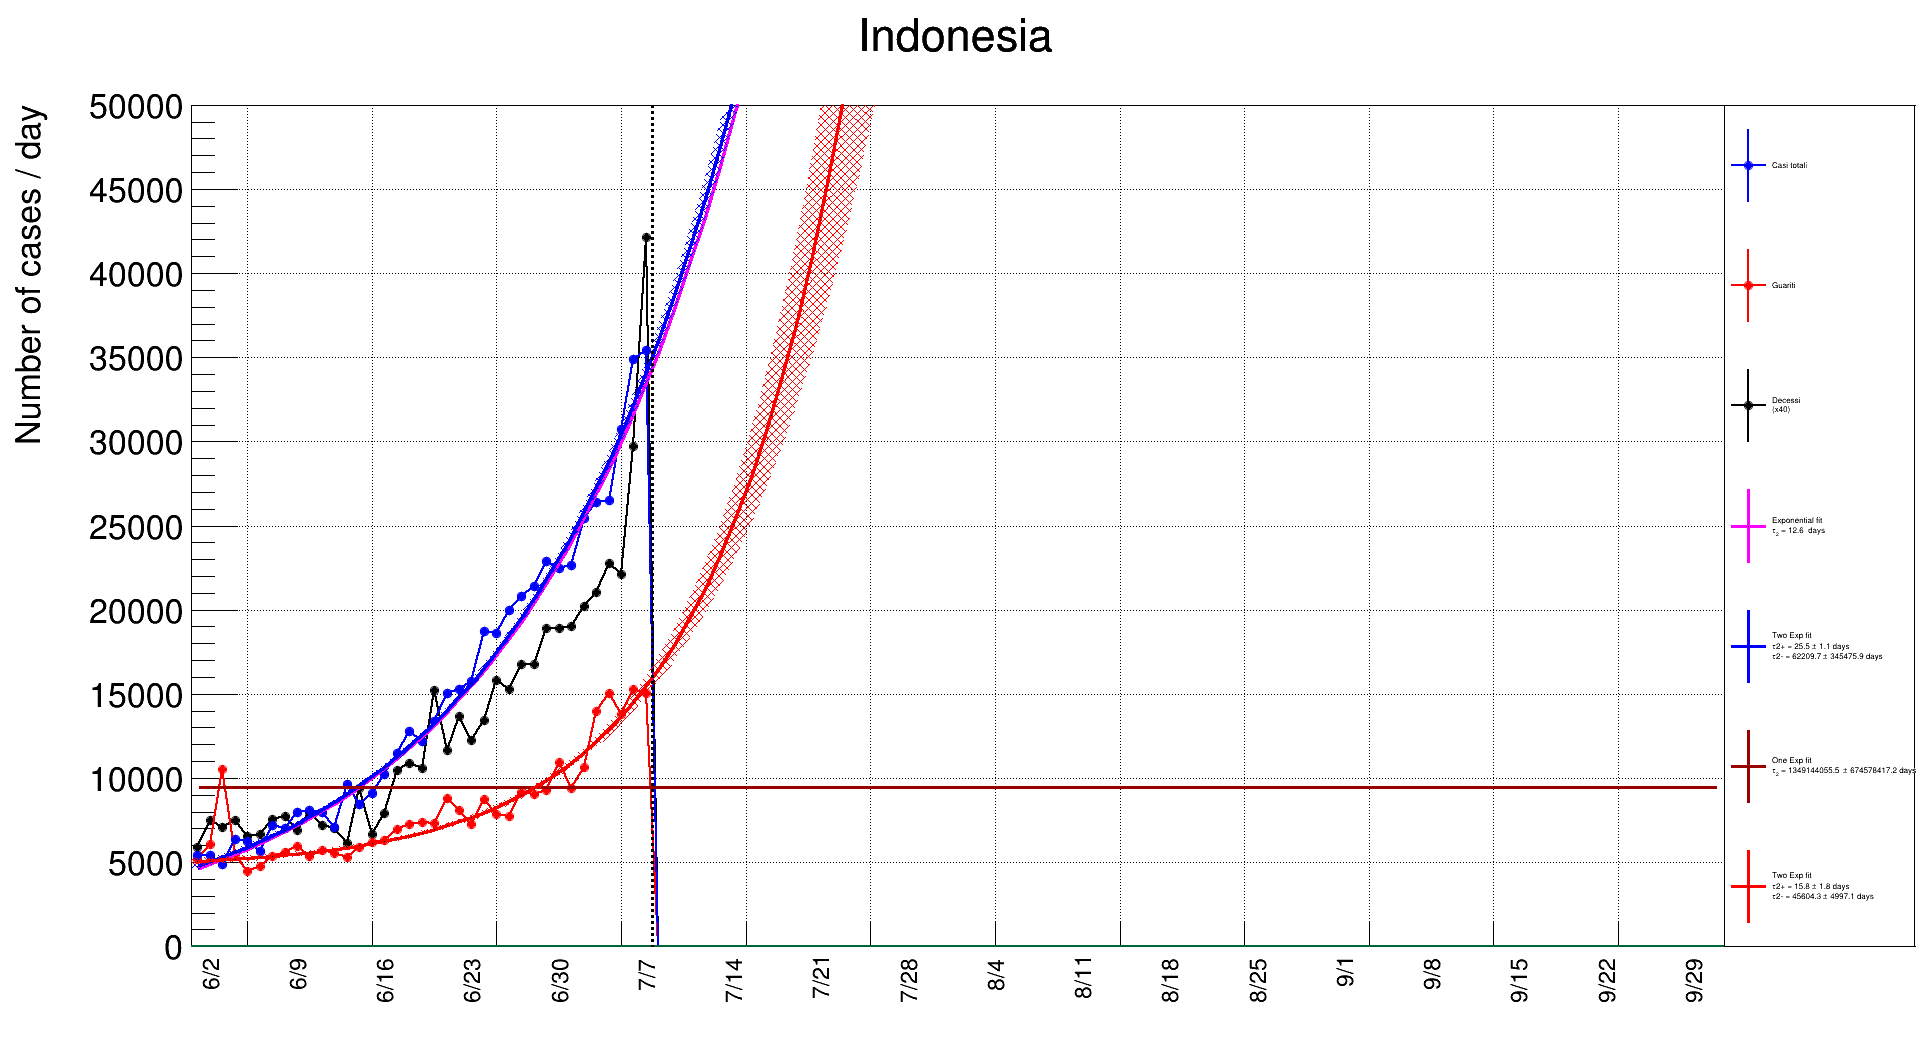 Indonesia
Number of cases / day
50000
45000
40000
35000
30000
25000
20000
15000
10000
5000
0
6/2
6/9
6/16
6/23
6/30
7/7
7/14
7/21
7/28
8/4
8/11
8/18
8/25
9/1
9/8
9/15
9/22
9/29
Casi totali
Guariti
Decessi
(x40)
Exponential fit
τ₂ = 12.6 days
Two Exp fit
τ2+ = 25.5 ± 1.1 days
τ2- = 62209.7 ± 345475.9 days
One Exp fit
τ₂ = 1349144055.5 ± 674578417.2 days
Two Exp fit
τ2+ = 15.8 ± 1.8 days
τ2- = 45604.3 ± 4997.1 days